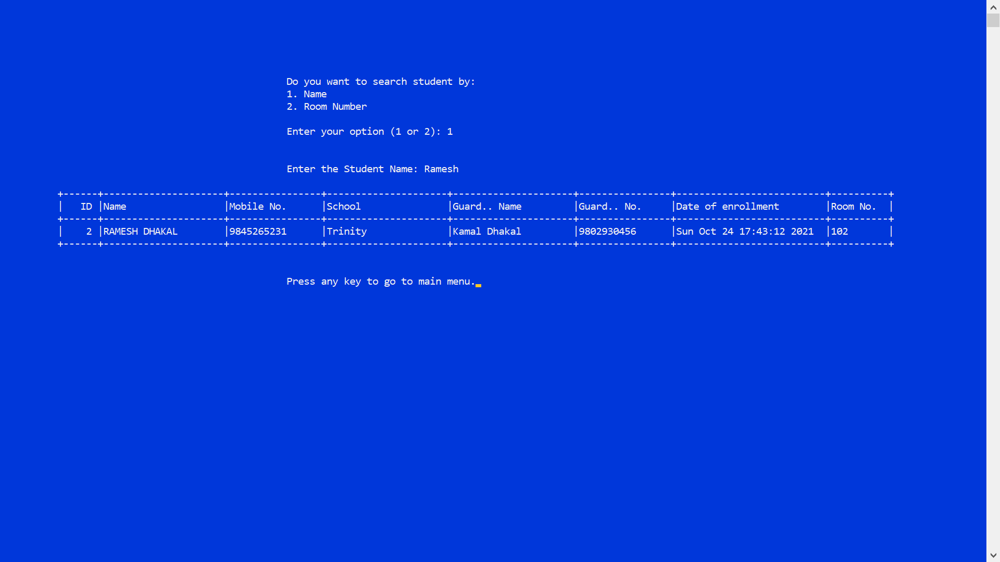 Do you want to search student by:
1. Name
2. Room Number
Enter your option (1 or 2): 1
Enter the Student Name: Ramesh
+------+---------------------+----------------+---------------------+---------------------+----------------+--------------------------+----------+
|   ID |Name                 |Mobile No.      |School               |Guard.. Name         |Guard.. No.     |Date of enrollment        |Room No.  |
+------+---------------------+----------------+---------------------+---------------------+----------------+--------------------------+----------+
|    2 |RAMESH DHAKAL        |9845265231      |Trinity              |Kamal Dhakal         |9802930456      |Sun Oct 24 17:43:12 2021  |102       |
+------+---------------------+----------------+---------------------+---------------------+----------------+--------------------------+----------+
Press any key to go to main menu.